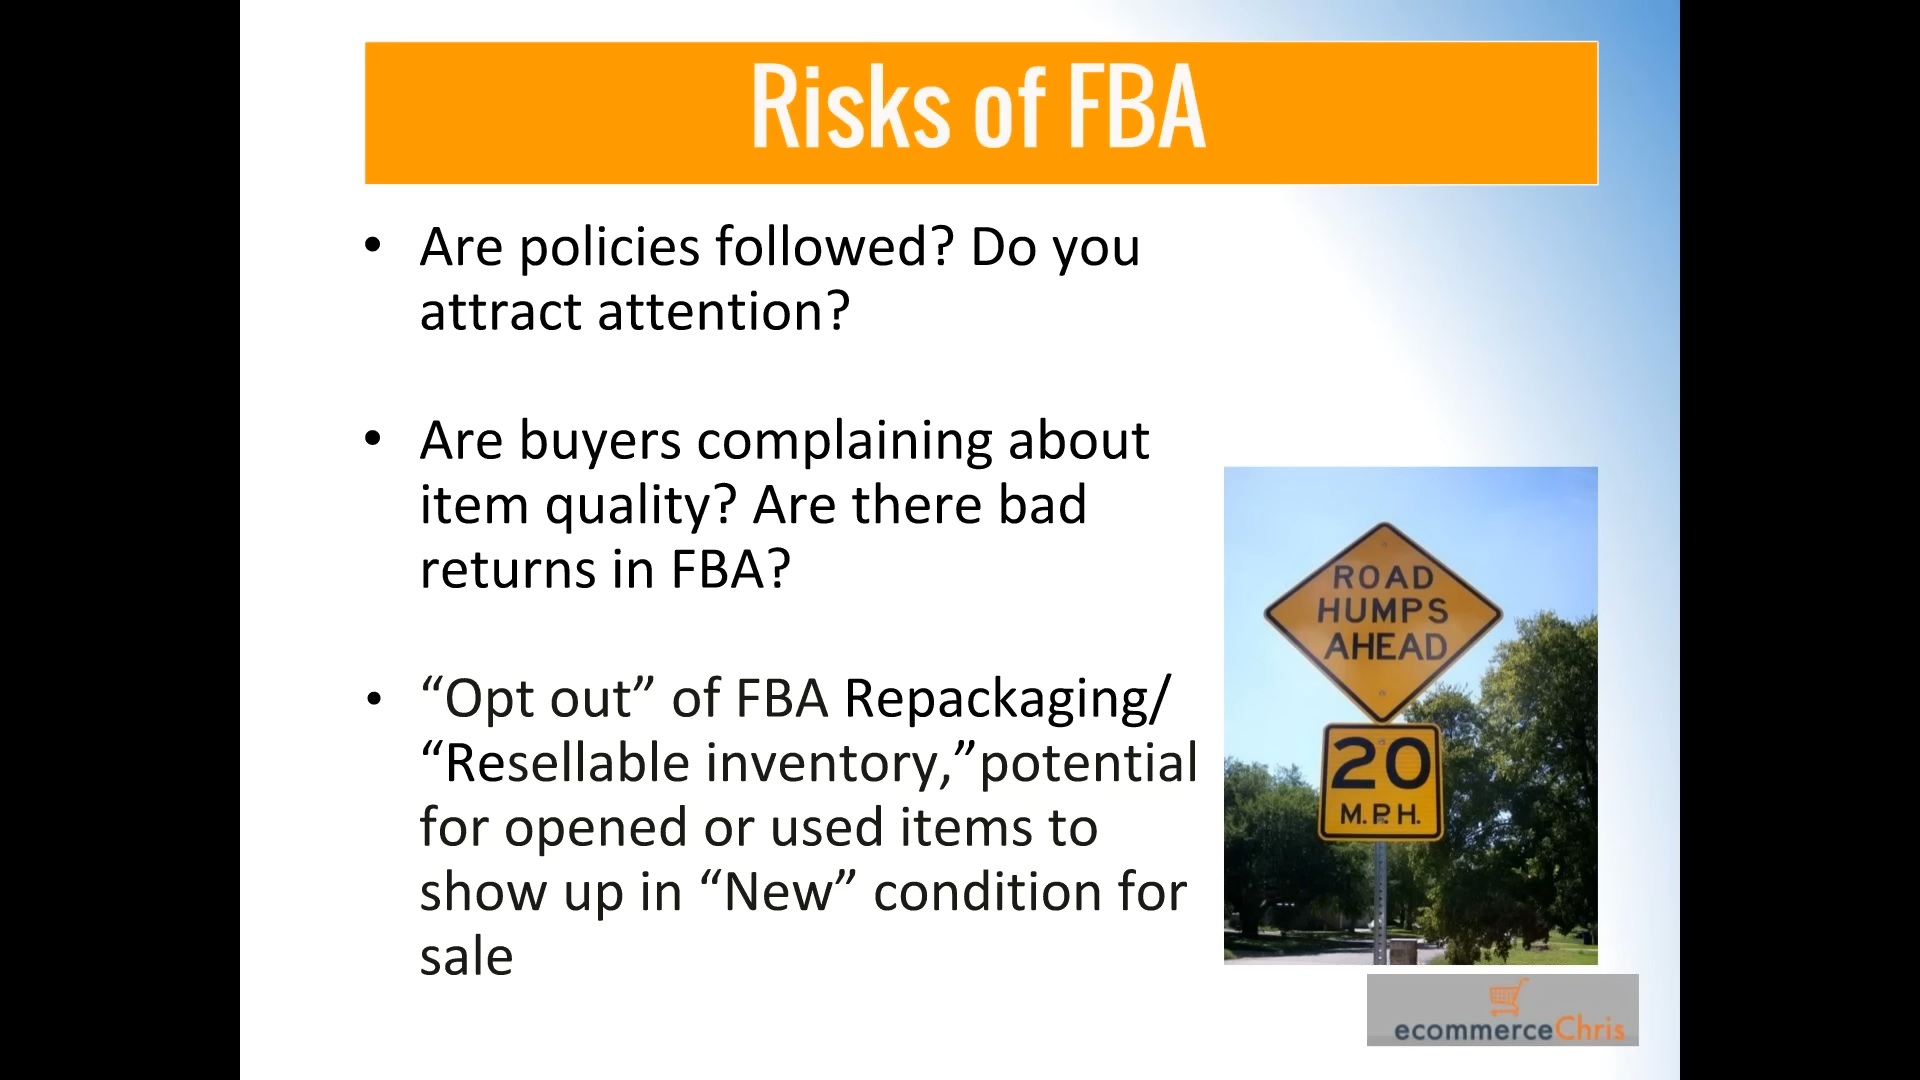 Risks of FBA
• Are policies followed? Do you
attract attention?
• Are buyers complaining about
item quality? Are there bad
returns in FBA?
• “Opt out” of FBA Repackaging/
“Resellable inventory,”potential
for opened or used items to
show up in “New” condition for
sale
ROAD
HUMPS
AHEAD
20
M.P.H.
ecommerceChris